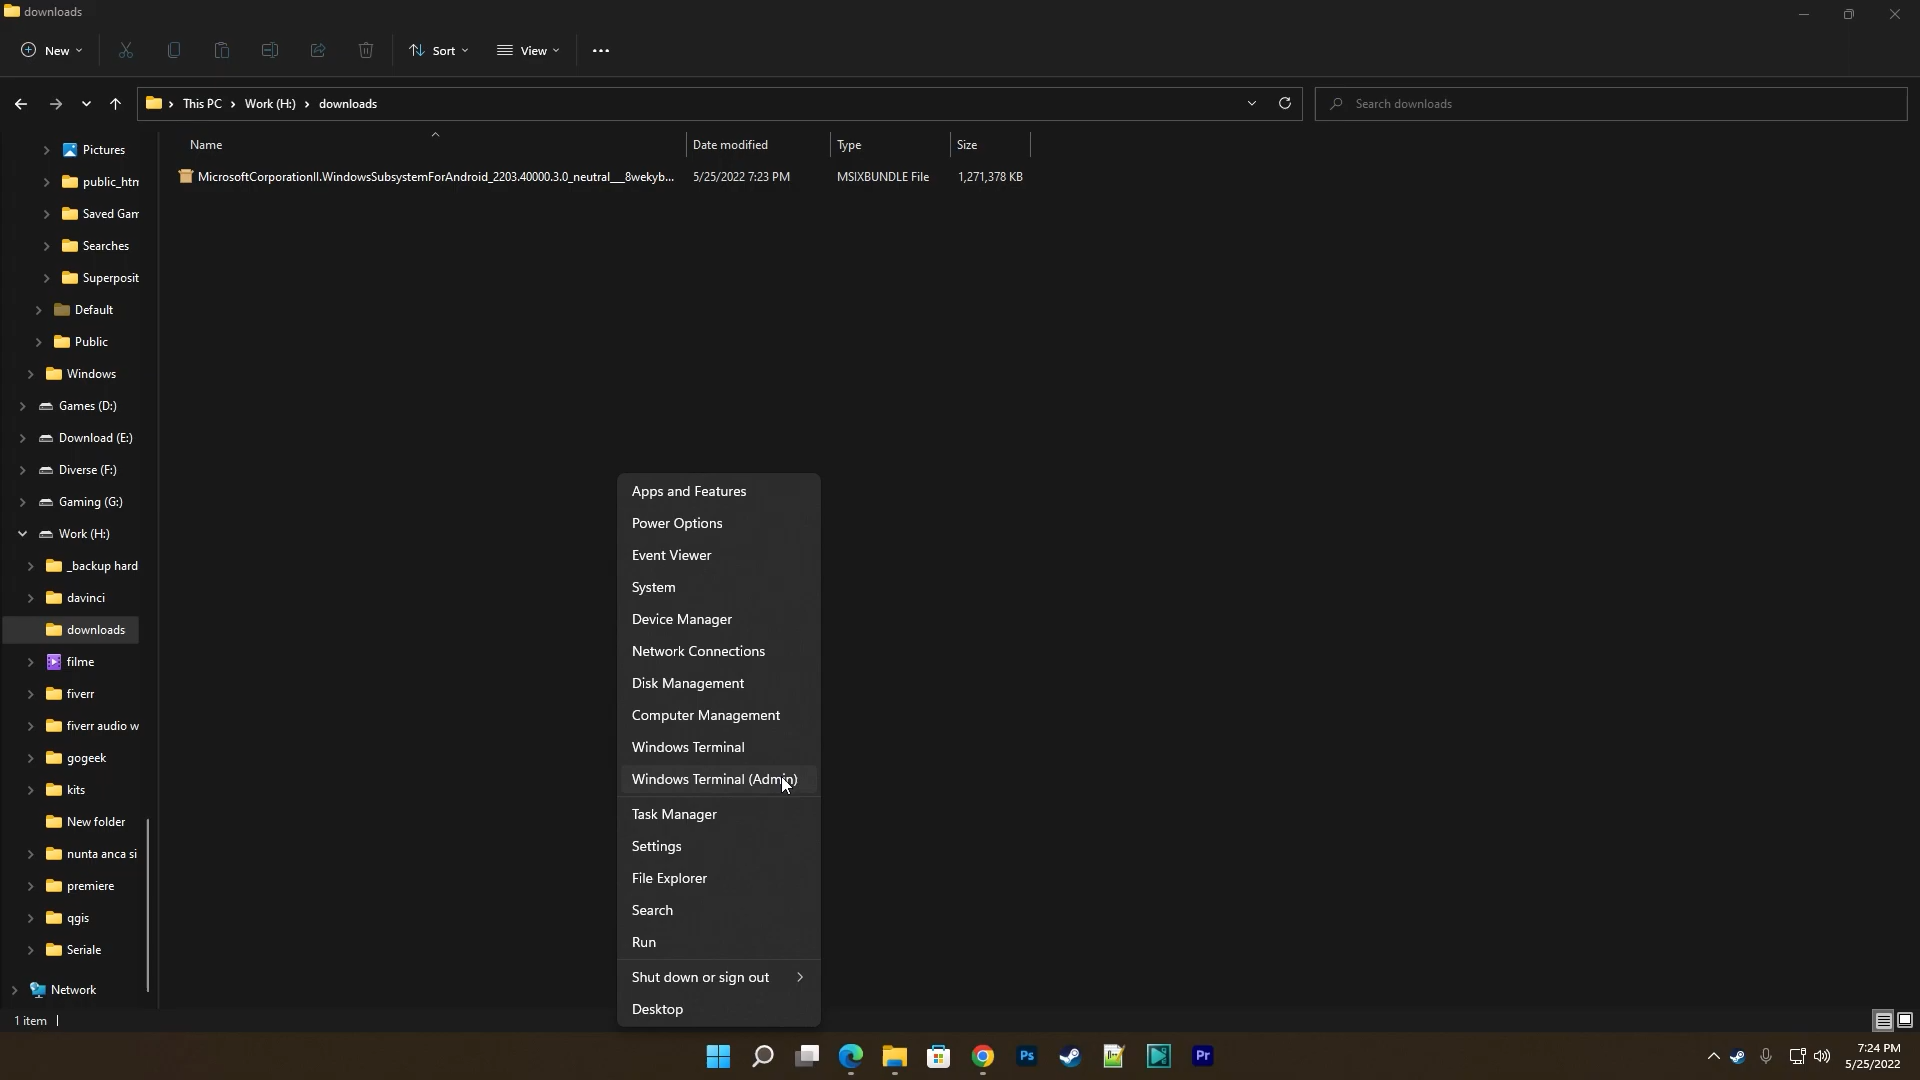 downloads
New
Sort
View
This PC
Work (H:)
downloads
Search downloads
Name
Date modified
Type
Size
MicrosoftCorporationII.WindowsSubsystemForAndroid_2203.40000.3.0_neutral___8wekyb...
5/25/2022 7:23 PM
MSIXBUNDLE File
1,271,378 KB
Pictures
public_htm
Saved Gam
Searches
Superposit
Default
Public
Windows
Games (D:)
Download (E:)
Diverse (F:)
Gaming (G:)
Work (H:)
_backup hard
davinci
downloads
filme
fiverr
fiverr audio w
gogeek
kits
New folder
nunta anca si
premiere
qgis
Seriale
Network
1 item
Apps and Features
Power Options
Event Viewer
System
Device Manager
Network Connections
Disk Management
Computer Management
Windows Terminal
Windows Terminal (Admin)
Task Manager
Settings
File Explorer
Search
Run
Shut down or sign out
Desktop
Ps
Pr
7:24 PM
5/25/2022